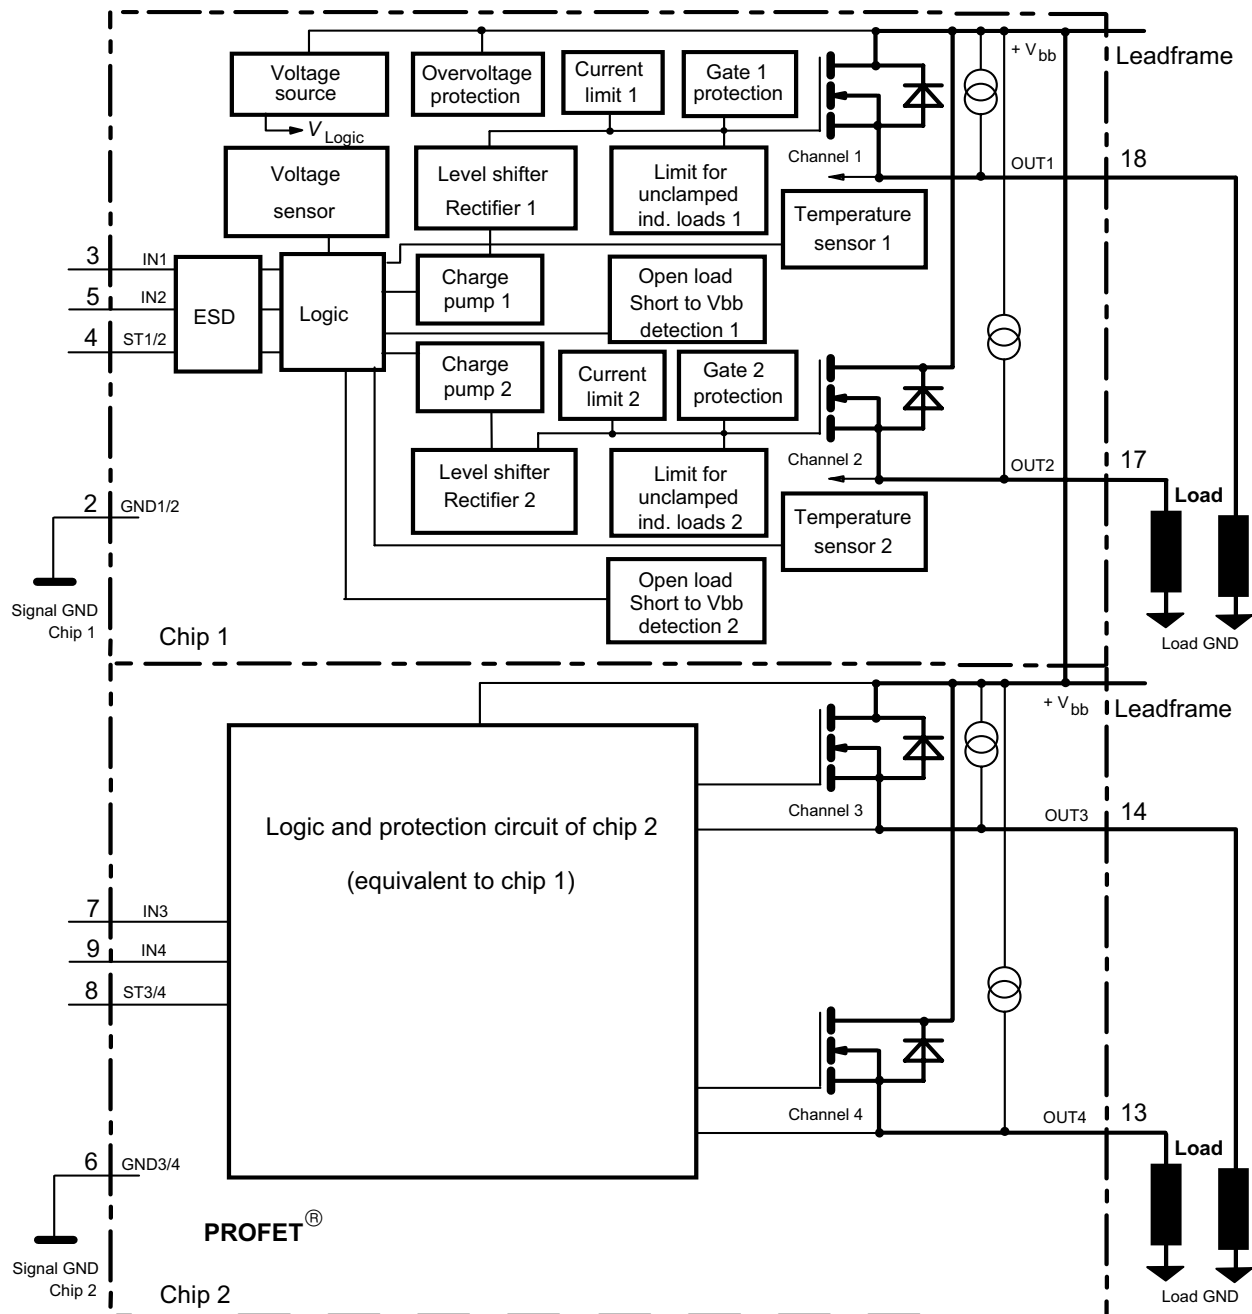 + Vbb
Leadframe
Voltage
source
Overvoltage
protection
Current
limit 1
Gate 1
protection
VLogic
Channel 1
OUT1
18
Voltage
sensor
Level shifter
Rectifier 1
Limit for
unclamped
ind. loads 1
Temperature
sensor 1
3 IN1
5 IN2
4 ST1/2
ESD
Logic
Charge
pump 1
Open load
Short to Vbb
detection 1
Charge
pump 2
Current
limit 2
Gate 2
protection
Channel 2
OUT2
17
Level shifter
Rectifier 2
Limit for
unclamped
ind. loads 2
Temperature
sensor 2
Load
2 GND1/2
Open load
Short to Vbb
detection 2
Signal GND
Chip 1
Chip 1
Load GND
+ Vbb
Leadframe
Logic and protection circuit of chip 2
(equivalent to chip 1)
Channel 3
OUT3
14
7 IN3
9 IN4
8 ST3/4
Channel 4
OUT4
13
Load
6 GND3/4
PROFET®
Signal GND
Chip 2
Chip 2
Load GND